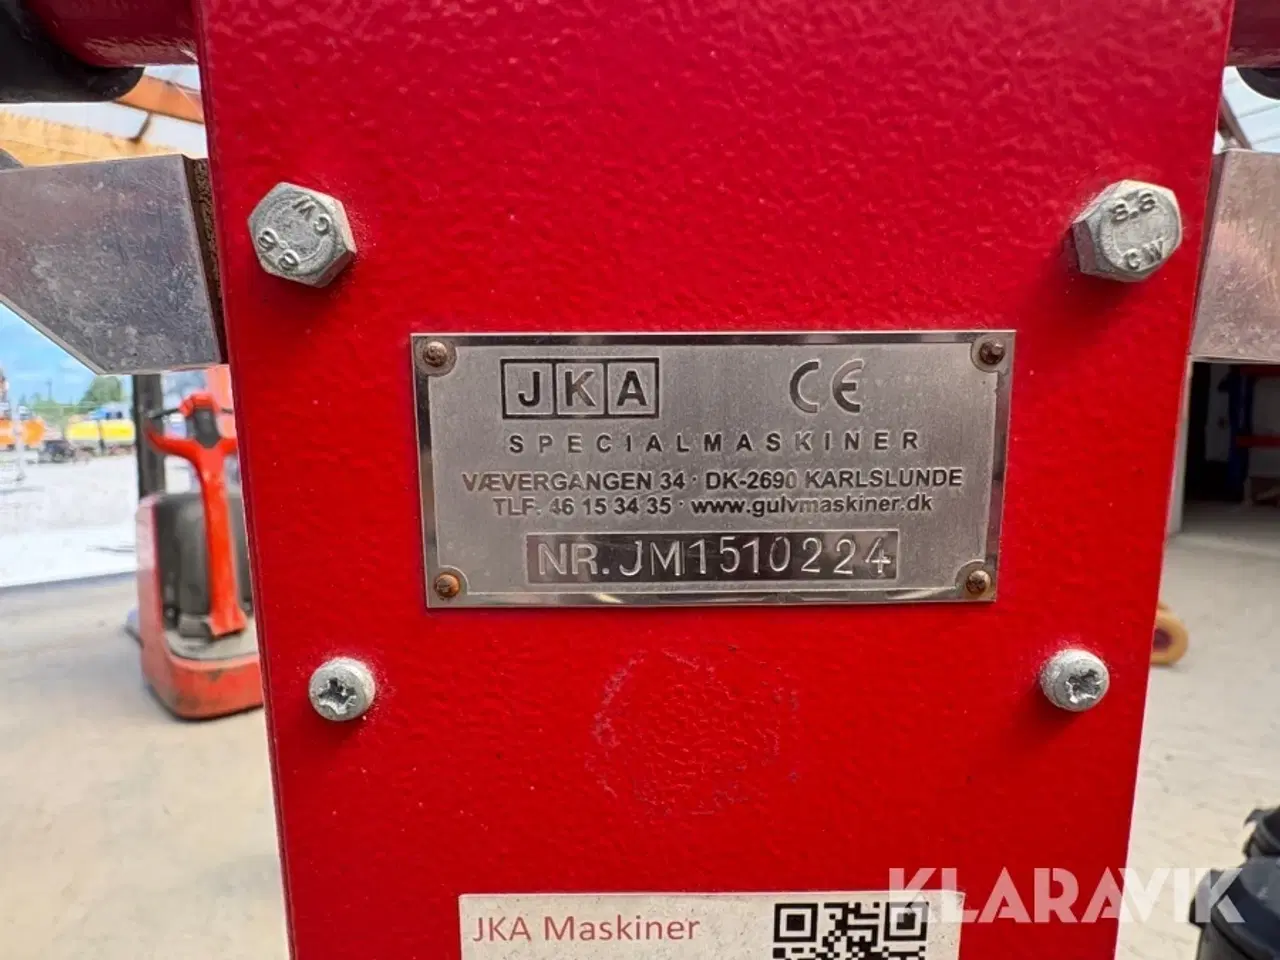 CW
8.8
8.8
CW
JKA CE
SPECIALMASKINER
VÆVERGANGEN 34 · DK-2690 KARLSLUNDE
TLF. 46 15 34 35 · www.gulvmaskiner.dk
NR. JM1510224
JKA Maskiner
KLARAVIK